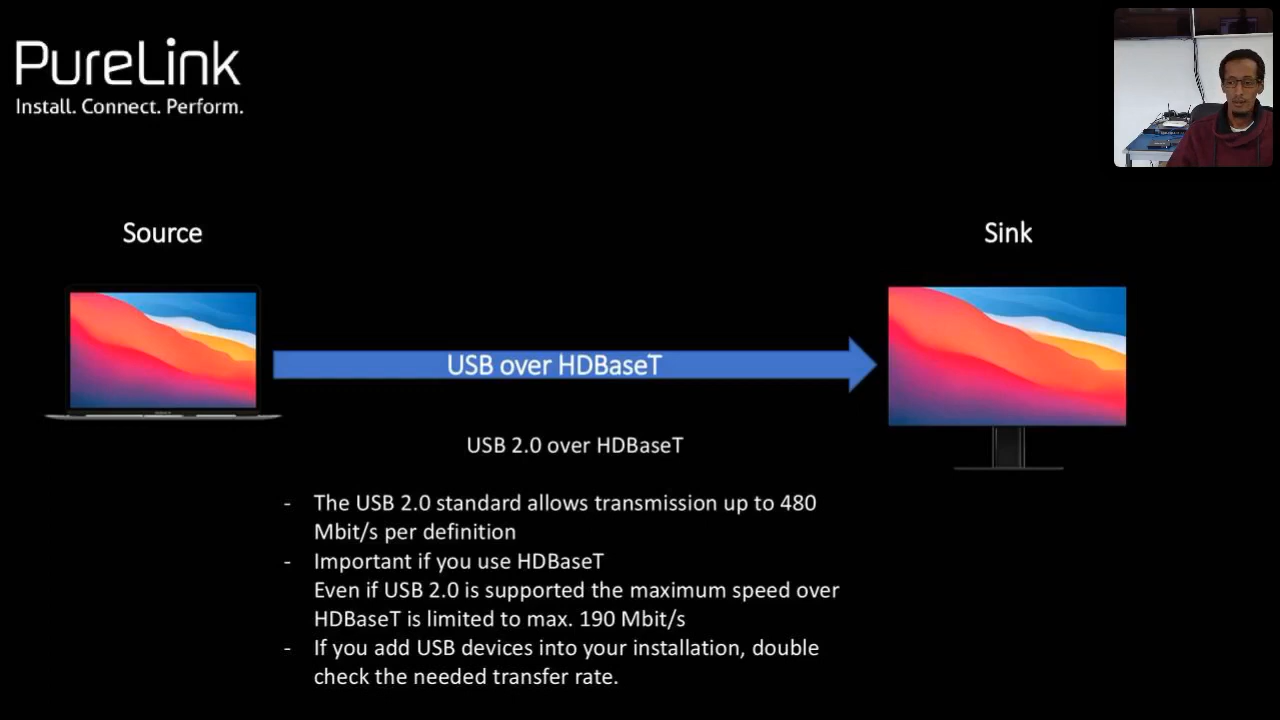 PureLink
Install. Connect. Perform.
Source
Sink
USB over HDBaseT
USB 2.0 over HDBaseT
- The USB 2.0 standard allows transmission up to 480
Mbit/s per definition
- Important if you use HDBaseT
Even if USB 2.0 is supported the maximum speed over
HDBaseT is limited to max. 190 Mbit/s
- If you add USB devices into your installation, double
check the needed transfer rate.